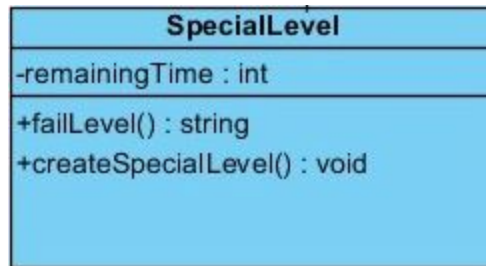 SpecialLevel
-remainingTime : int
+failLevel() : string
+createSpecialLevel() : void